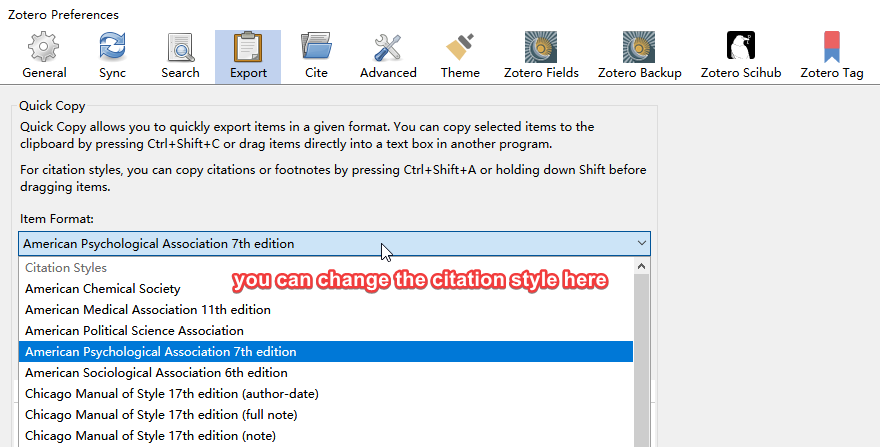 Zotero Preferences
General Sync Search Export Cite Advanced Theme Zotero Fields Zotero Backup Zotero Scihub Zotero Tag
Quick Copy
Quick Copy allows you to quickly export items in a given format. You can copy selected items to the
clipboard by pressing Ctrl+Shift+C or drag items directly into a text box in another program.
For citation styles, you can copy citations or footnotes by pressing Ctrl+Shift+A or holding down Shift before
dragging items.
Item Format:
American Psychological Association 7th edition
Citation Styles
you can change the citation style here
American Chemical Society
American Medical Association 11th edition
American Political Science Association
American Psychological Association 7th edition
American Sociological Association 6th edition
Chicago Manual of Style 17th edition (author-date)
Chicago Manual of Style 17th edition (full note)
Chicago Manual of Style 17th edition (note)